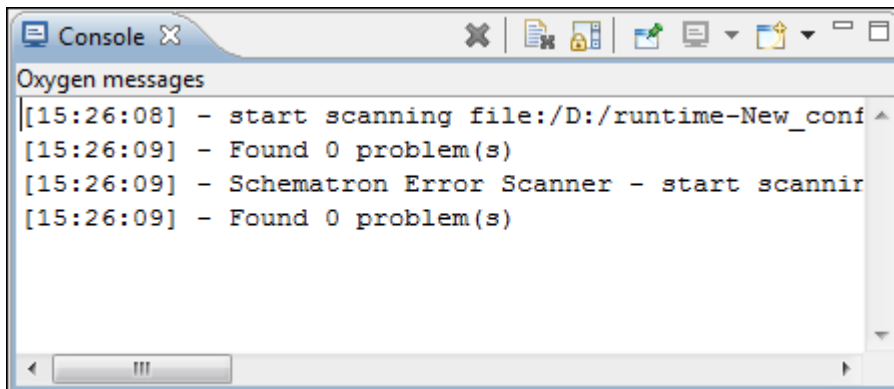 Console
Oxygen messages
[15:26:08] - start scanning file:/D:/runtime-New_conf
[15:26:09] - Found 0 problem(s)
[15:26:09] - Schematron Error Scanner - start scannin
[15:26:09] - Found 0 problem(s)